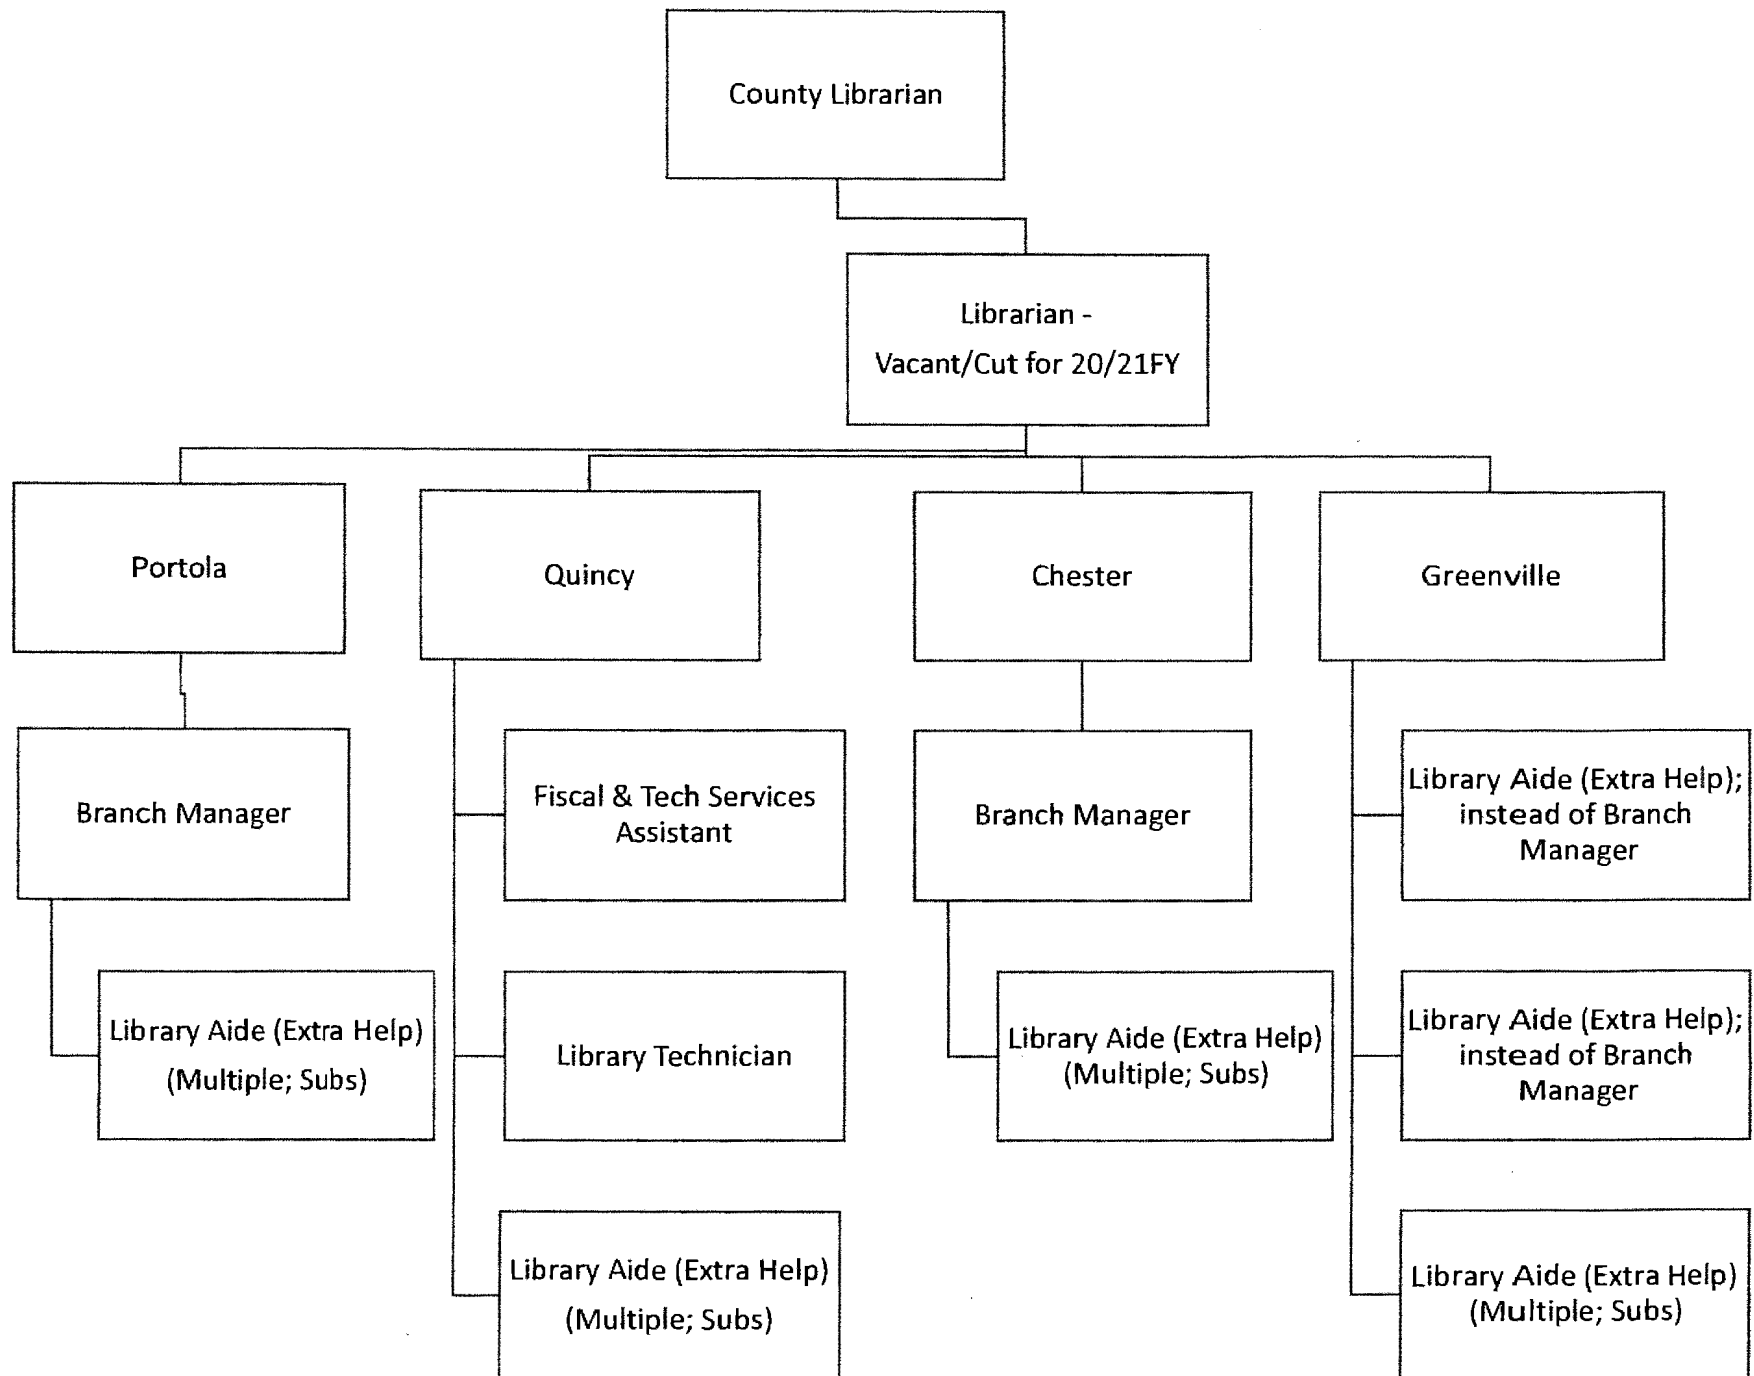 County Librarian
Librarian -
Vacant/Cut for 20/21FY
Portola
Quincy
Chester
Greenville
Branch Manager
Fiscal & Tech Services
Assistant
Branch Manager
Library Aide (Extra Help);
instead of Branch
Manager
Library Aide (Extra Help)
(Multiple; Subs)
Library Technician
Library Aide (Extra Help)
(Multiple; Subs)
Library Aide (Extra Help);
instead of Branch
Manager
Library Aide (Extra Help)
(Multiple; Subs)
Library Aide (Extra Help)
(Multiple; Subs)